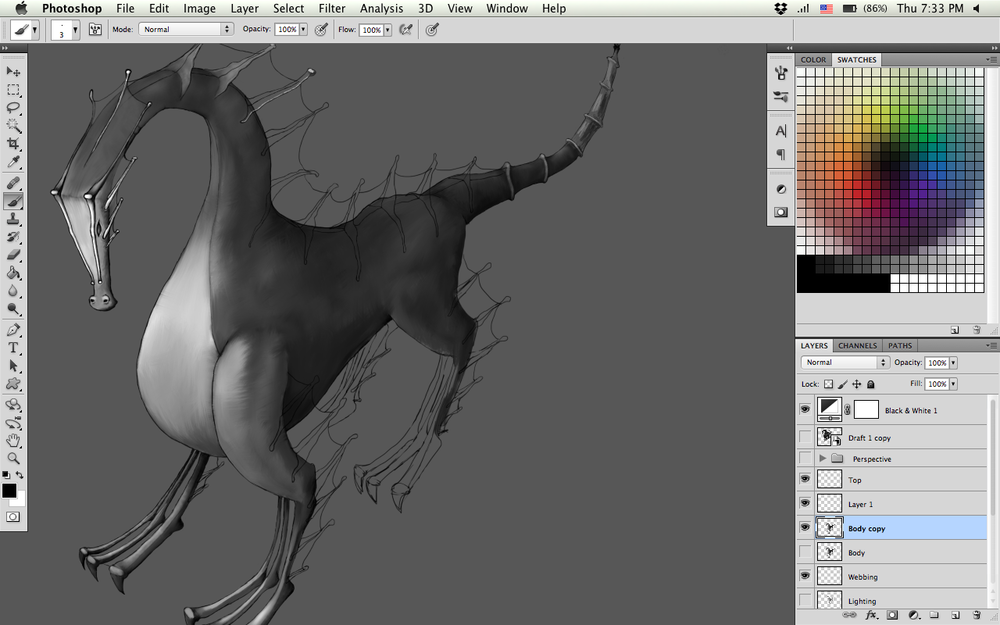 Photoshop File Edit Image Layer Select Filter Analysis 3D View Window Help (86%) Thu 7:33 PM
3 Mode: Normal Opacity: 100% Flow: 100%
COLOR SWATCHES
A
T
LAYERS CHANNELS PATHS
Normal Opacity: 100%
Lock: Fill: 100%
Black & White 1
Draft 1 copy
Perspective
Top
Layer 1
Body copy
Body
Webbing
Lighting
fx